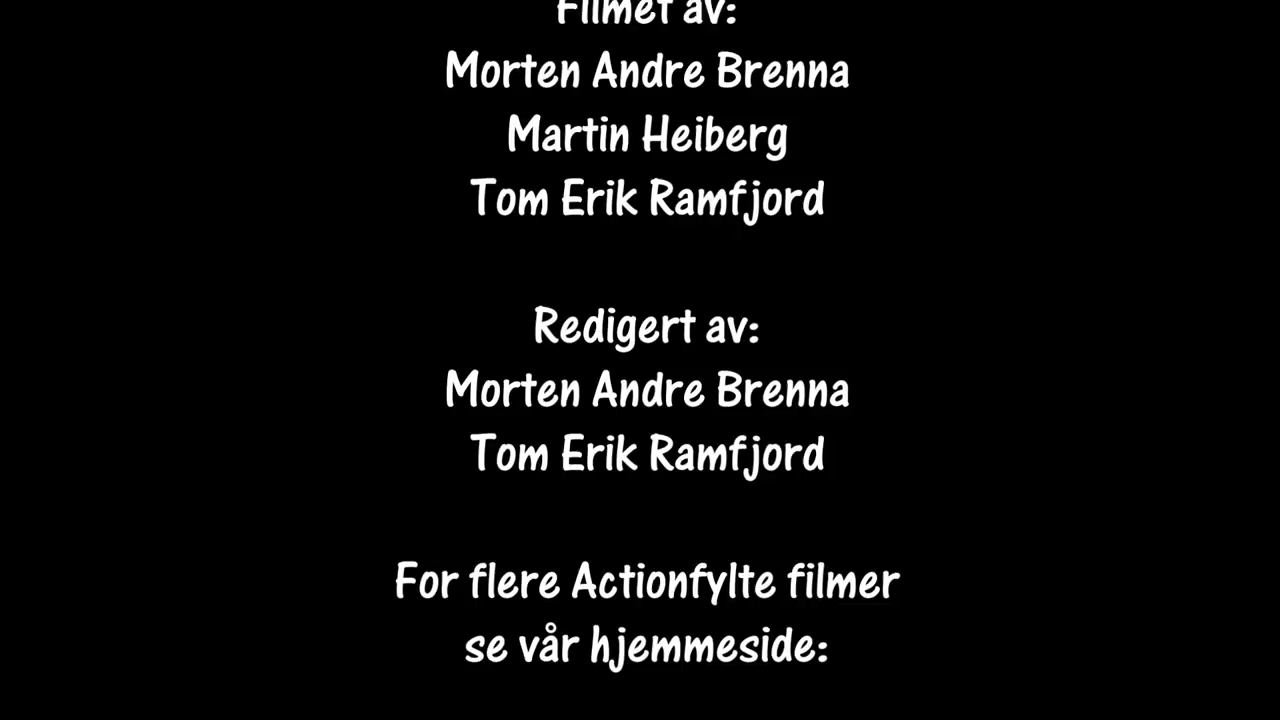 Filmet av:
Morten Andre Brenna
Martin Heiberg
Tom Erik Ramfjord
Redigert av:
Morten Andre Brenna
Tom Erik Ramfjord
For flere Actionfylte filmer
se vår hjemmeside: